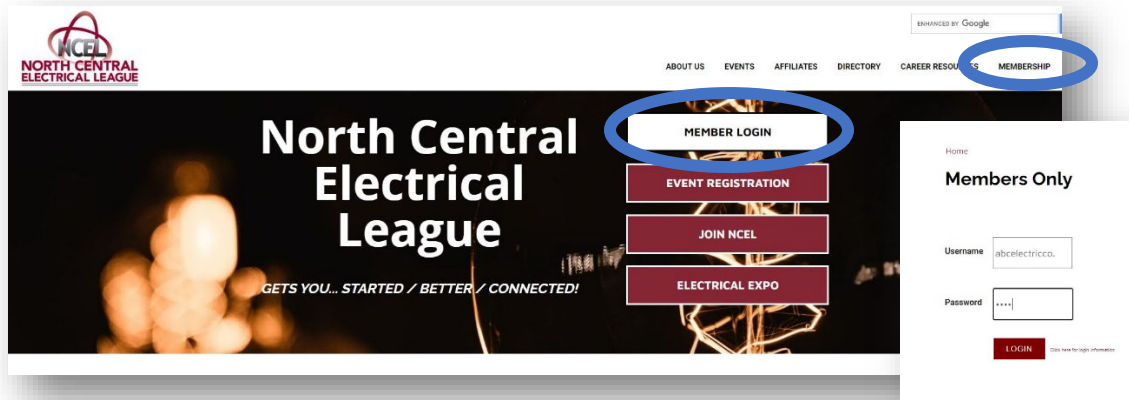 NCEL
NORTH CENTRAL
ELECTRICAL LEAGUE
ENHANCED BY Google
ABOUT US EVENTS AFFILIATES DIRECTORY CAREER RESOURCES MEMBERSHIP
North Central
Electrical
League
GETS YOU... STARTED / BETTER / CONNECTED!
MEMBER LOGIN
EVENT REGISTRATION
JOIN NCEL
ELECTRICAL EXPO
Home
Members Only
Username abcelectricco.
Password ••••
LOGIN Click here for login information